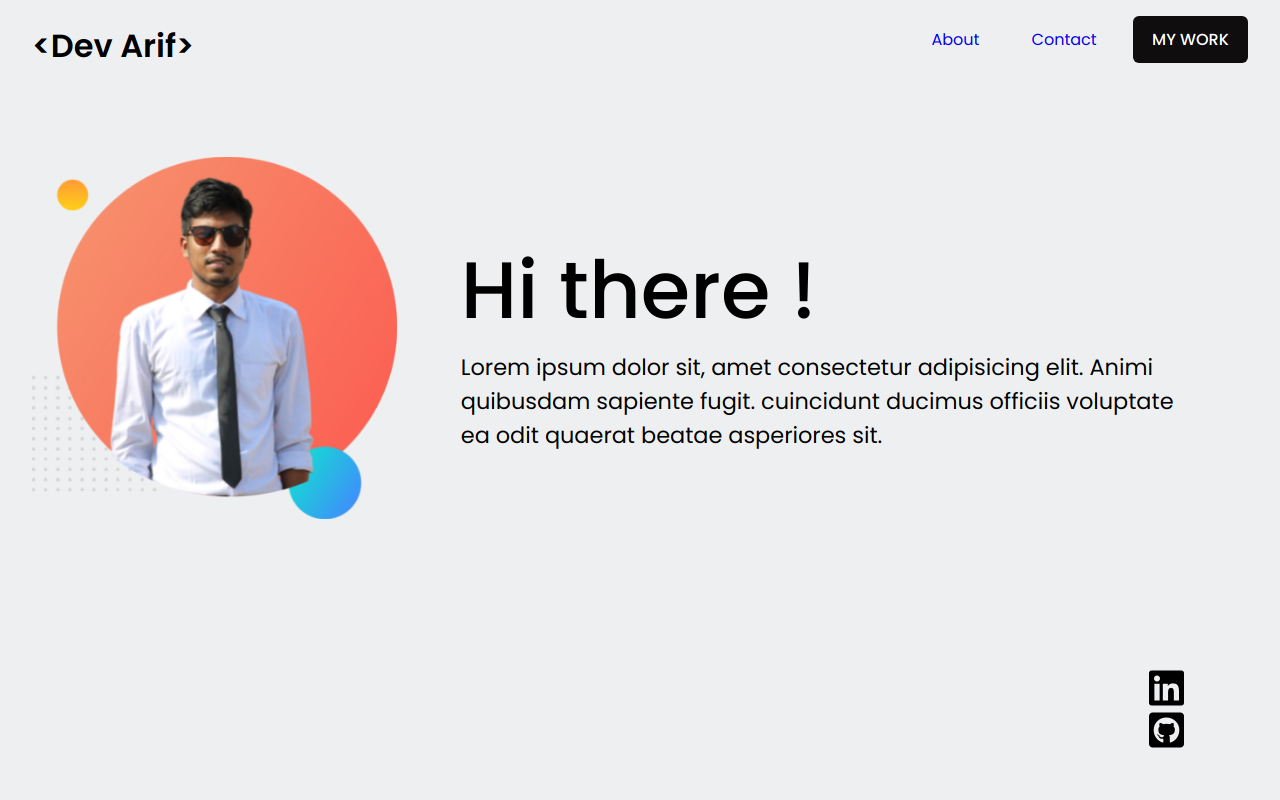 <Dev Arif>
About
Contact
MY WORK
Hi there !
Lorem ipsum dolor sit, amet consectetur adipisicing elit. Animi
quibusdam sapiente fugit. cuincidunt ducimus officiis voluptate
ea odit quaerat beatae asperiores sit.
in